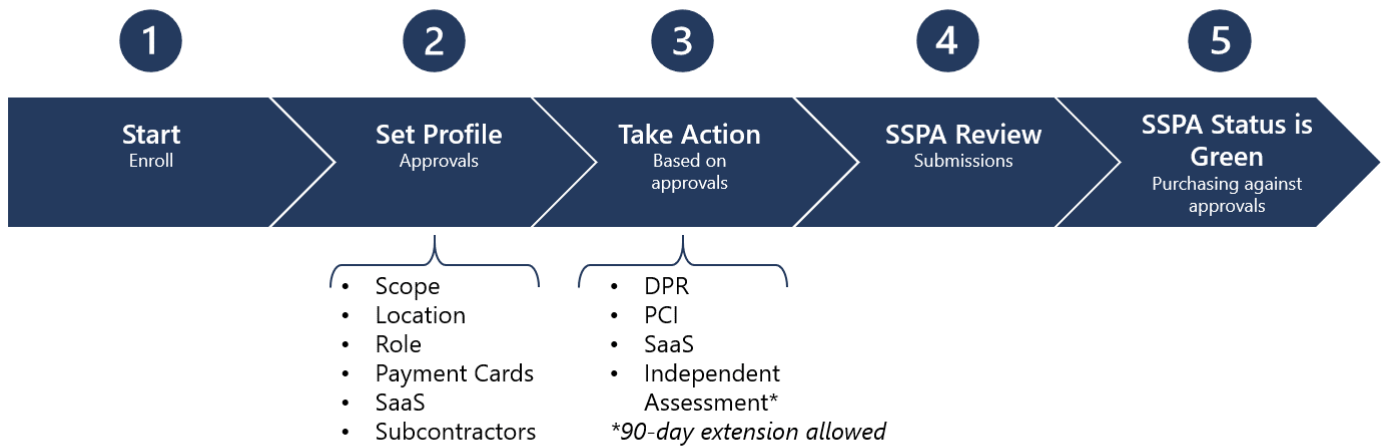 1
2
3
4
5
Start
Enroll
Set Profile
Approvals
Take Action
Based on
approvals
SSPA Review
Submissions
SSPA Status is
Green
Purchasing against
approvals
• Scope
• Location
• Role
• Payment Cards
• SaaS
• Subcontractors
• DPR
• PCI
• SaaS
• Independent
Assessment*
*90-day extension allowed